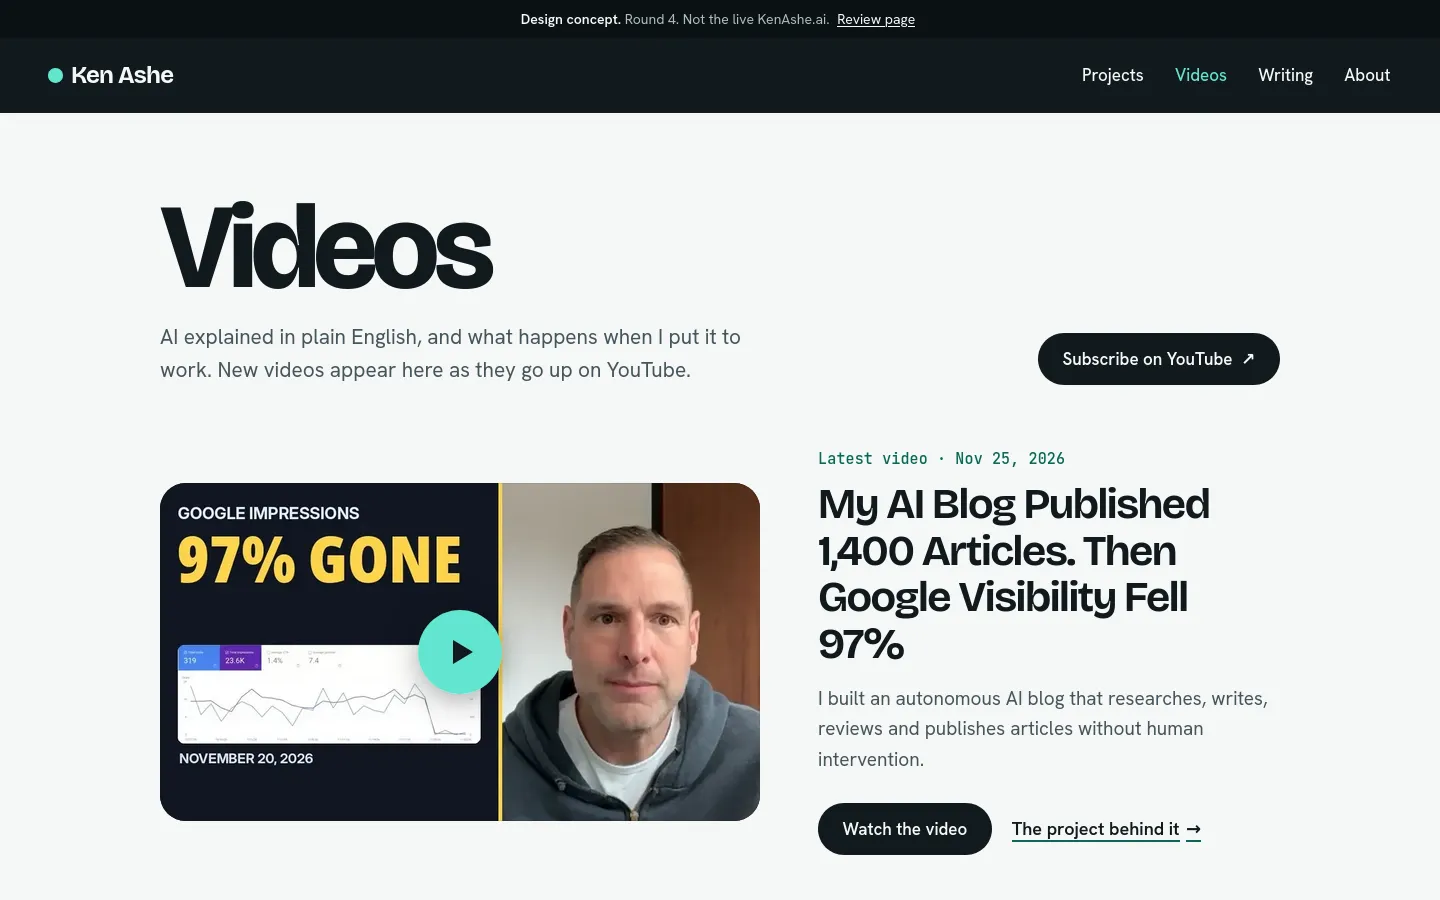 Design concept. Round 4. Not the live KenAshe.ai. Review page
Ken Ashe
Projects Videos Writing About
Videos
AI explained in plain English, and what happens when I put it to
work. New videos appear here as they go up on YouTube.
Subscribe on YouTube ↗
GOOGLE IMPRESSIONS
97% GONE
319 23.6K 1.4% 7.4
NOVEMBER 20, 2026
Latest video · Nov 25, 2026
My AI Blog Published
1,400 Articles. Then
Google Visibility Fell
97%
I built an autonomous AI blog that researches, writes,
reviews and publishes articles without human
intervention.
Watch the video
The project behind it →